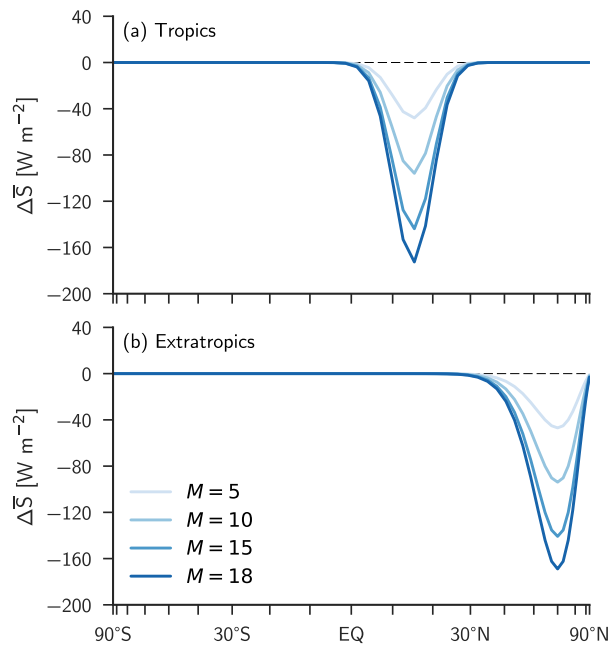 40
(a) Tropics
0
−40
−80
−120
−160
−200
ΔS̅ [W m⁻²]
40
(b) Extratropics
0
−40
−80
−120
−160
−200
ΔS̅ [W m⁻²]
M = 5
M = 10
M = 15
M = 18
90°S 30°S EQ 30°N 90°N